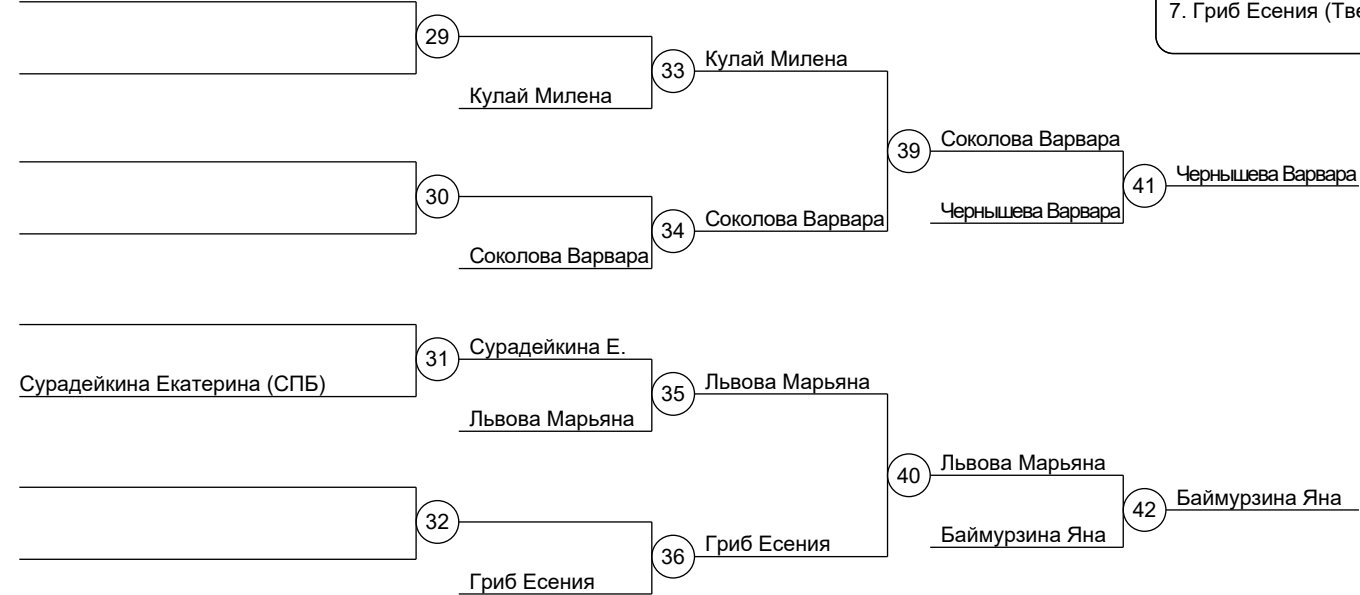 7. Гриб Есения
29
33
Кулай Милена
Кулай Милена
39
Соколова Варвара
30
41
Чернышева Варвара
34
Соколова Варвара
Чернышева Варвара
Соколова Варвара
31
Сурадейкина Е.
Сурадейкина Екатерина (СПБ)
35
Львова Марьяна
Львова Марьяна
40
Львова Марьяна
32
42
Баймурзина Яна
36
Гриб Есения
Баймурзина Яна
Гриб Есения